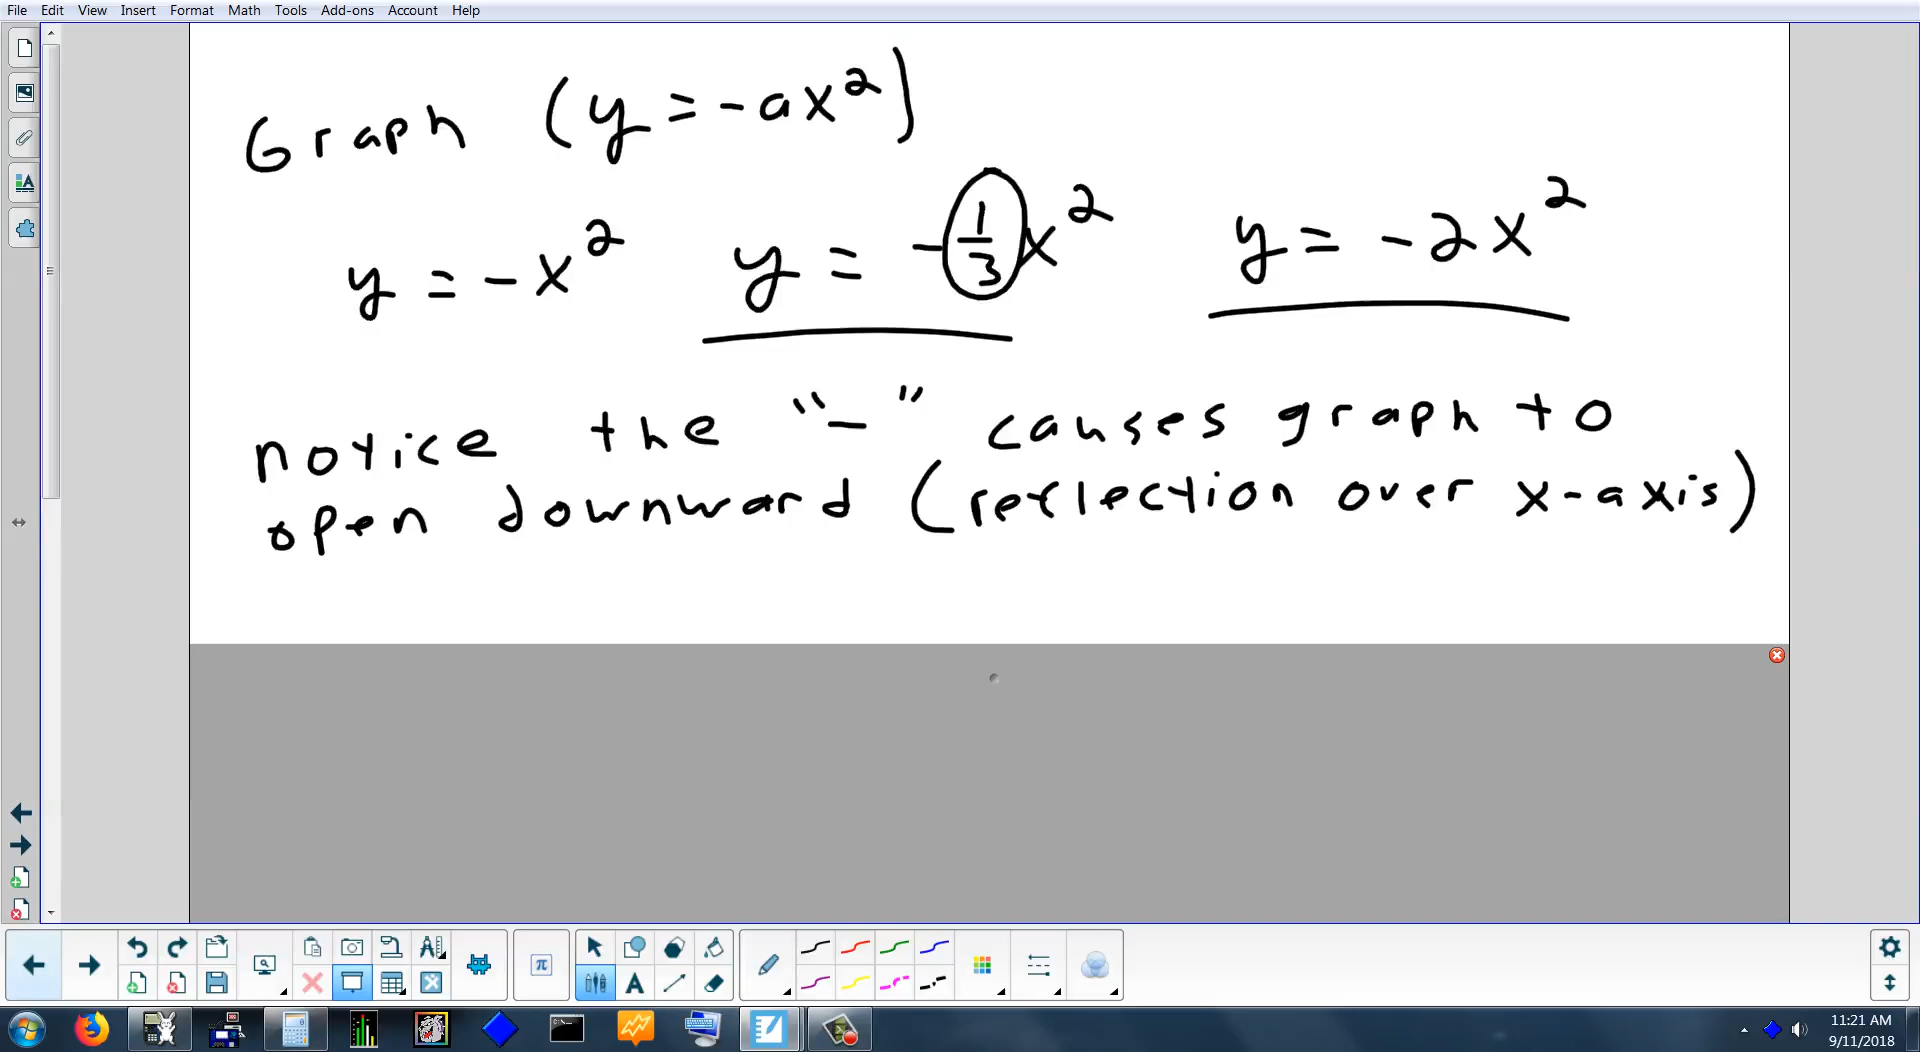 File Edit View Insert Format Math Tools Add-ons Account Help
Graph (y = -ax²)
y = -x² y = -1/3x² y = -2x²
notice the "-" causes graph to
open downward (reflection over x-axis)
π
A
11:21 AM
9/11/2018